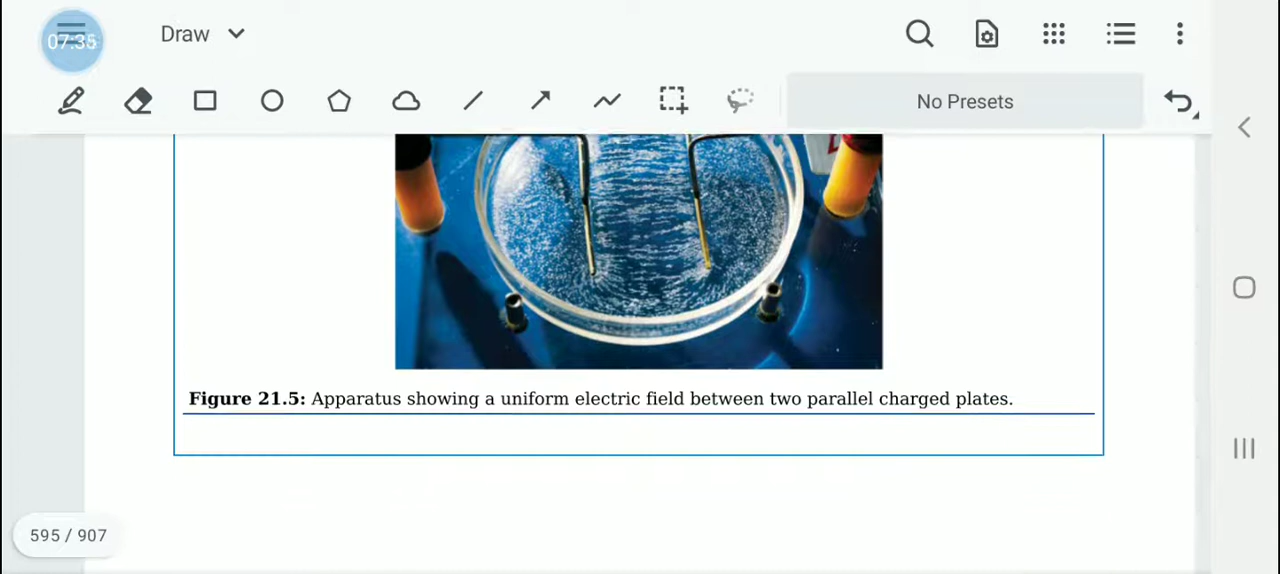 07:35
Draw
No Presets
Figure 21.5: Apparatus showing a uniform electric field between two parallel charged plates.
595 / 907